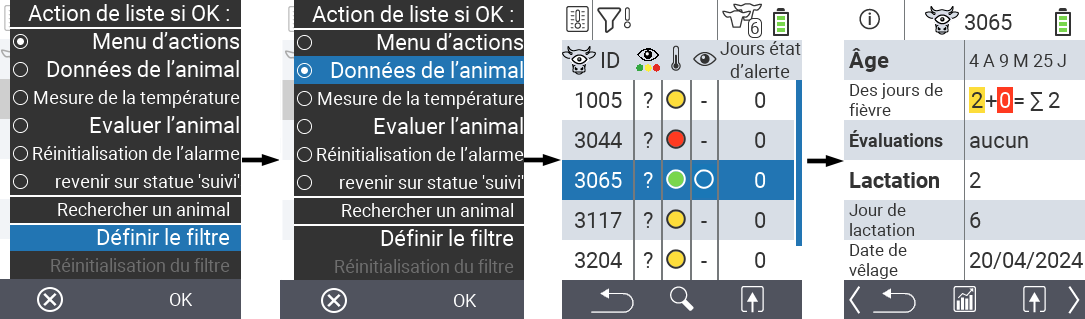 Action de liste si OK :
Menu d'actions
Données de l'animal
Mesure de la température
Evaluer l'animal
Réinitialisation de l'alarme
revenir sur statue 'suivi'
Rechercher un animal
Définir le filtre
Réinitialisation du filtre
OK
Action de liste si OK :
Menu d'actions
Données de l'animal
Mesure de la température
Evaluer l'animal
Réinitialisation de l'alarme
revenir sur statue 'suivi'
Rechercher un animal
Définir le filtre
Réinitialisation du filtre
OK
6
ID Jours état
d'alerte
1005 ? - 0
3044 ? - 0
3065 ? 0
3117 ? - 0
3204 ? - 0
3065
Âge 4 A 9 M 25 J
Des jours de
fièvre 2+0= ∑ 2
Évaluations aucun
Lactation 2
Jour de
lactation 6
Date de
vêlage 20/04/2024